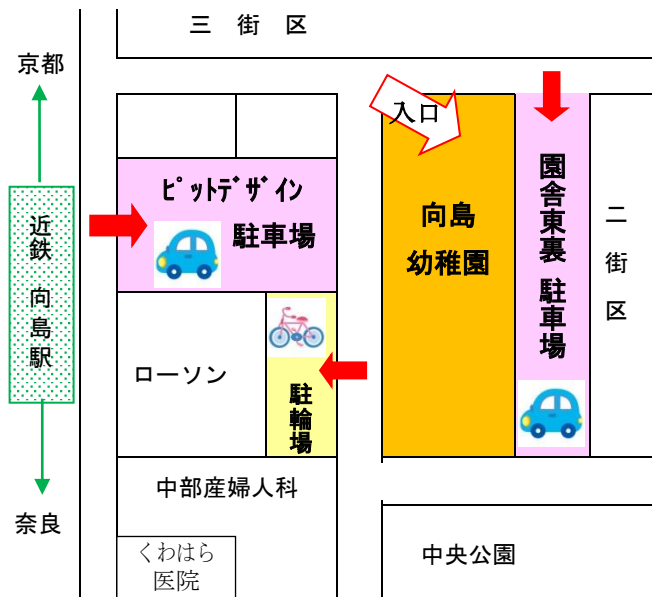 三 街 区
京都
入口
ﾋﾟｯﾄﾃﾞｻﾞｲﾝ
駐車場
近鉄 向島駅
向島
幼稚園
園舎東裏 駐車場
二街区
ローソン
駐輪場
中部産婦人科
奈良
くわはら
医院
中央公園